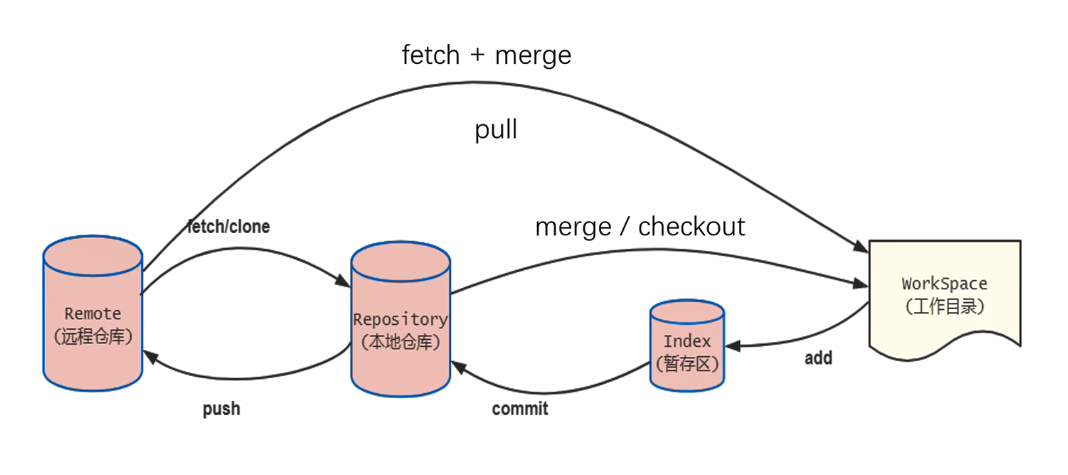 fetch + merge
pull
fetch/clone
merge / checkout
Remote
(远程仓库)
Repository
(本地仓库)
Index
(暂存区)
WorkSpace
(工作目录)
add
push
commit